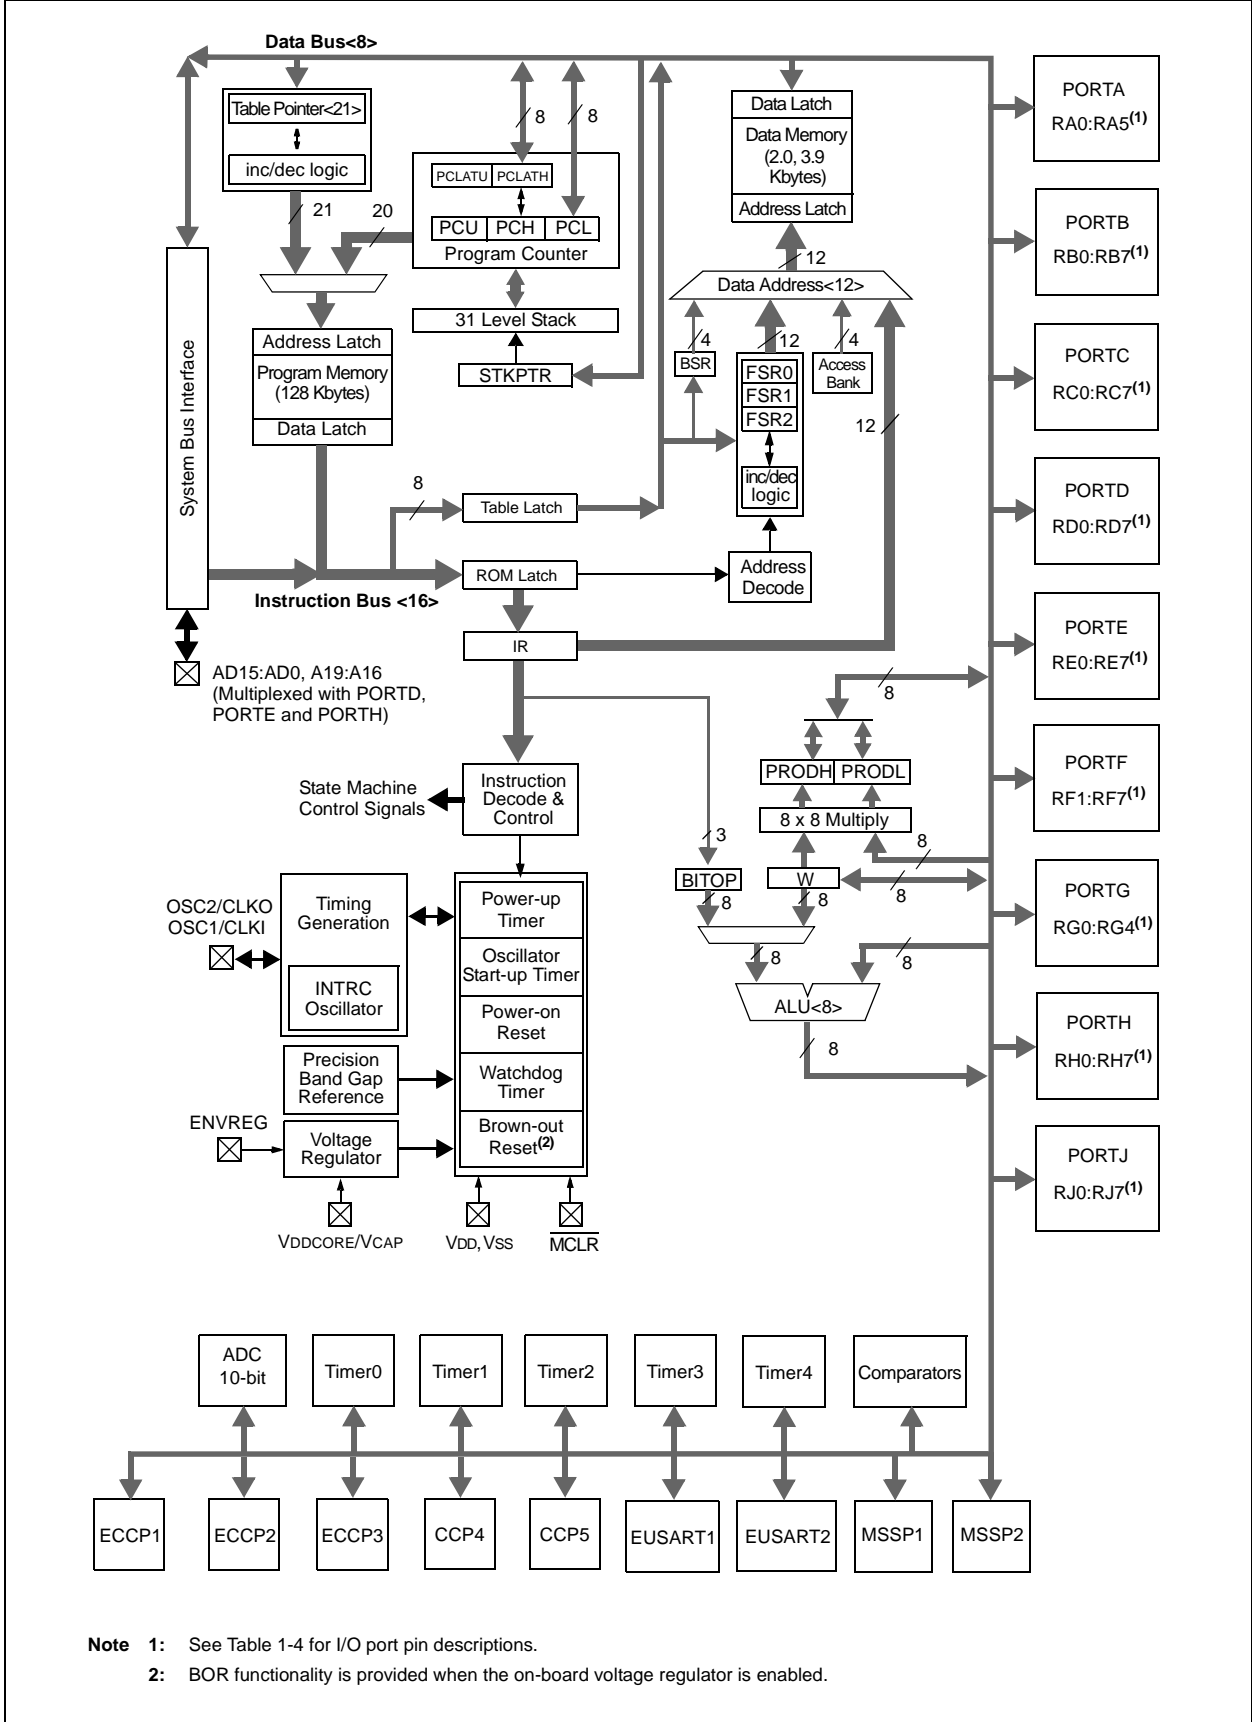 Data Bus<8>
Table Pointer<21>
inc/dec logic
21
20
8
8
PCLATU PCLATH
PCU PCH PCL
Program Counter
31 Level Stack
STKPTR
Data Latch
Data Memory
(2.0, 3.9
Kbytes)
Address Latch
12
Data Address<12>
4
12
4
BSR
FSR0
FSR1
FSR2
inc/dec
logic
Access
Bank
12
System Bus Interface
Address Latch
Program Memory
(128 Kbytes)
Data Latch
8
Table Latch
ROM Latch
Instruction Bus <16>
Address
Decode
IR
AD15:AD0, A19:A16
(Multiplexed with PORTD,
PORTE and PORTH)
State Machine
Control Signals
Instruction
Decode &
Control
8
PRODH PRODL
8 x 8 Multiply
3
8
BITOP
W
8
8
8
8
8
ALU<8>
8
OSC2/CLKO
OSC1/CLKI
Timing
Generation
INTRC
Oscillator
Power-up
Timer
Oscillator
Start-up Timer
Power-on
Reset
Watchdog
Timer
Brown-out
Reset(2)
Precision
Band Gap
Reference
ENVREG
Voltage
Regulator
VDDCORE/VCAP
VDD, VSS
MCLR
PORTA
RA0:RA5(1)
PORTB
RB0:RB7(1)
PORTC
RC0:RC7(1)
PORTD
RD0:RD7(1)
PORTE
RE0:RE7(1)
PORTF
RF1:RF7(1)
PORTG
RG0:RG4(1)
PORTH
RH0:RH7(1)
PORTJ
RJ0:RJ7(1)
ADC
10-bit
Timer0
Timer1
Timer2
Timer3
Timer4
Comparators
ECCP1
ECCP2
ECCP3
CCP4
CCP5
EUSART1
EUSART2
MSSP1
MSSP2
Note 1: See Table 1-4 for I/O port pin descriptions.
2: BOR functionality is provided when the on-board voltage regulator is enabled.